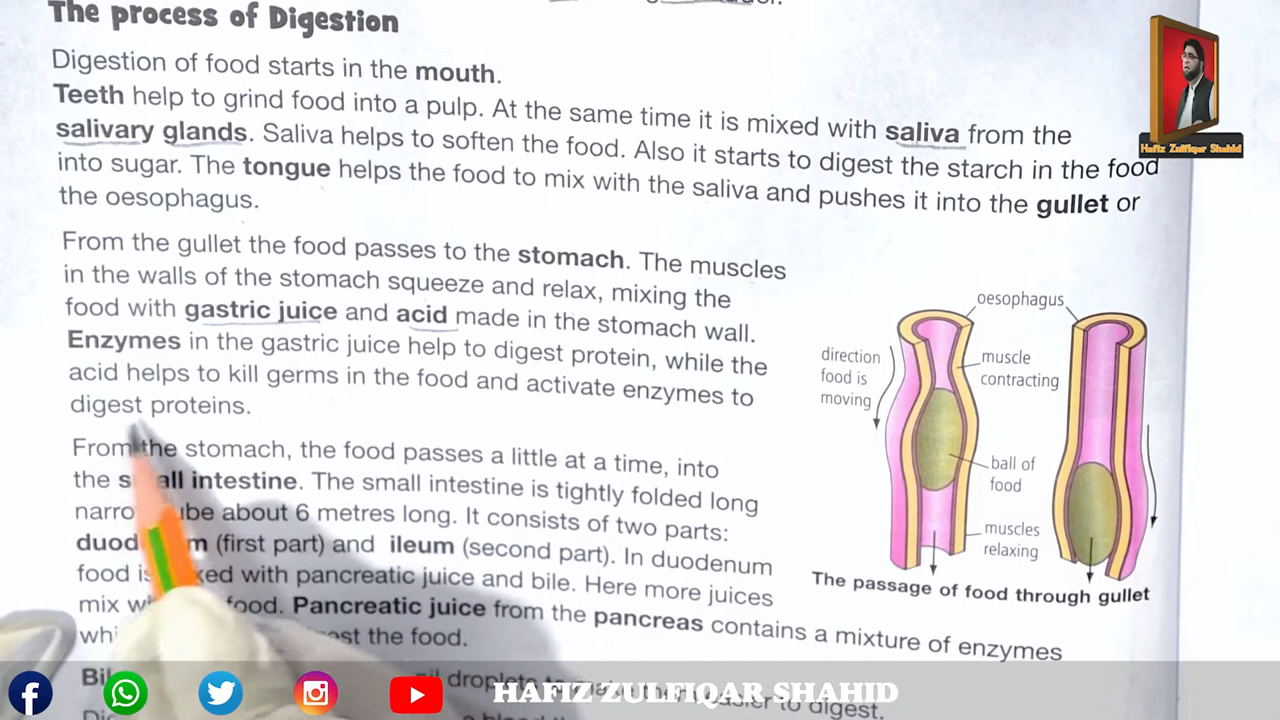 The process of Digestion
Digestion of food starts in the mouth.
Teeth help to grind food into a pulp. At the same time it is mixed with saliva from the
salivary glands. Saliva helps to soften the food. Also it starts to digest the starch in the food
into sugar. The tongue helps the food to mix with the saliva and pushes it into the gullet or
the oesophagus.
From the gullet the food passes to the stomach. The muscles
in the walls of the stomach squeeze and relax, mixing the
food with gastric juice and acid made in the stomach wall.
Enzymes in the gastric juice help to digest protein, while the
acid helps to kill germs in the food and activate enzymes to
digest proteins.
From the stomach, the food passes a little at a time, into
the small intestine. The small intestine is tightly folded long
tube about 6 metres long. It consists of two parts:
duodenum (first part) and ileum (second part). In duodenum
food is mixed with pancreatic juice and bile. Here more juices
mix food. Pancreatic juice from the pancreas contains a mixture of enzymes
the food.
oesophagus
direction
food is
moving
muscle
contracting
ball of
food
muscles
relaxing
The passage of food through gullet
Hafiz Zulfiqar Shahid
HAFIZ ZULFIQAR SHAHID
to digest.